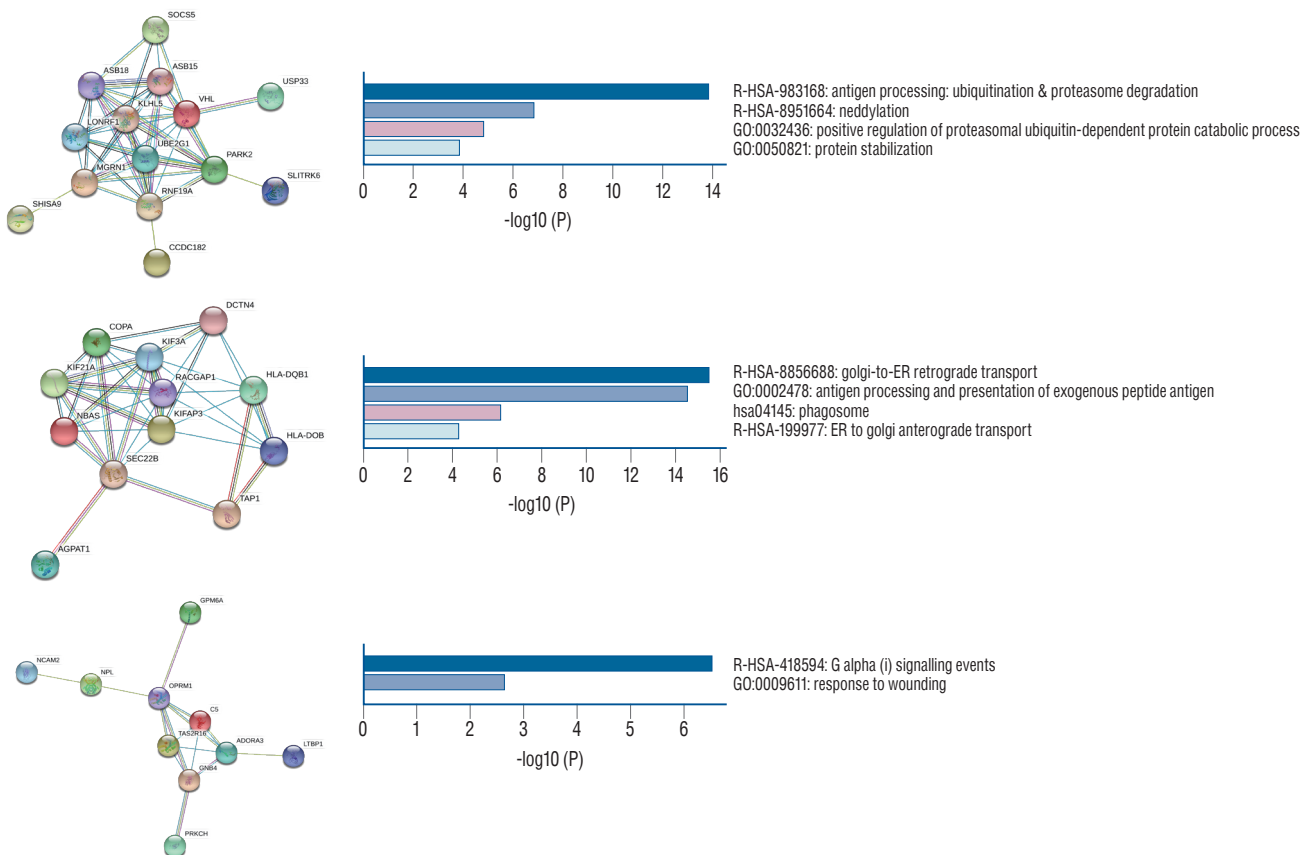 SOCS5
ASB18
ASB15
USP33
VHL
KLHL5
LONRF1
UBE2G1
PARK2
MGRN1
SLITRK6
RNF19A
SHISA9
CCDC182
R-HSA-983168: antigen processing: ubiquitination & proteasome degradation
R-HSA-8951664: neddylation
GO:0032436: positive regulation of proteasomal ubiquitin-dependent protein catabolic process
GO:0050821: protein stabilization
0 2 4 6 8 10 12 14
-log10 (P)
DCTN4
COPA
KIF3A
KIF21A
RACGAP1
HLA-DQB1
NBAS
KIFAP3
HLA-DOB
SEC22B
TAP1
AGPAT1
R-HSA-8856688: golgi-to-ER retrograde transport
GO:0002478: antigen processing and presentation of exogenous peptide antigen
hsa04145: phagosome
R-HSA-199977: ER to golgi anterograde transport
0 2 4 6 8 10 12 14 16
-log10 (P)
GPM6A
NCAM2
NPL
OPRM1
C5
TAS2R16
ADORA3
LTBP1
GNB4
PRKCH
R-HSA-418594: G alpha (i) signalling events
GO:0009611: response to wounding
0 1 2 3 4 5 6
-log10 (P)